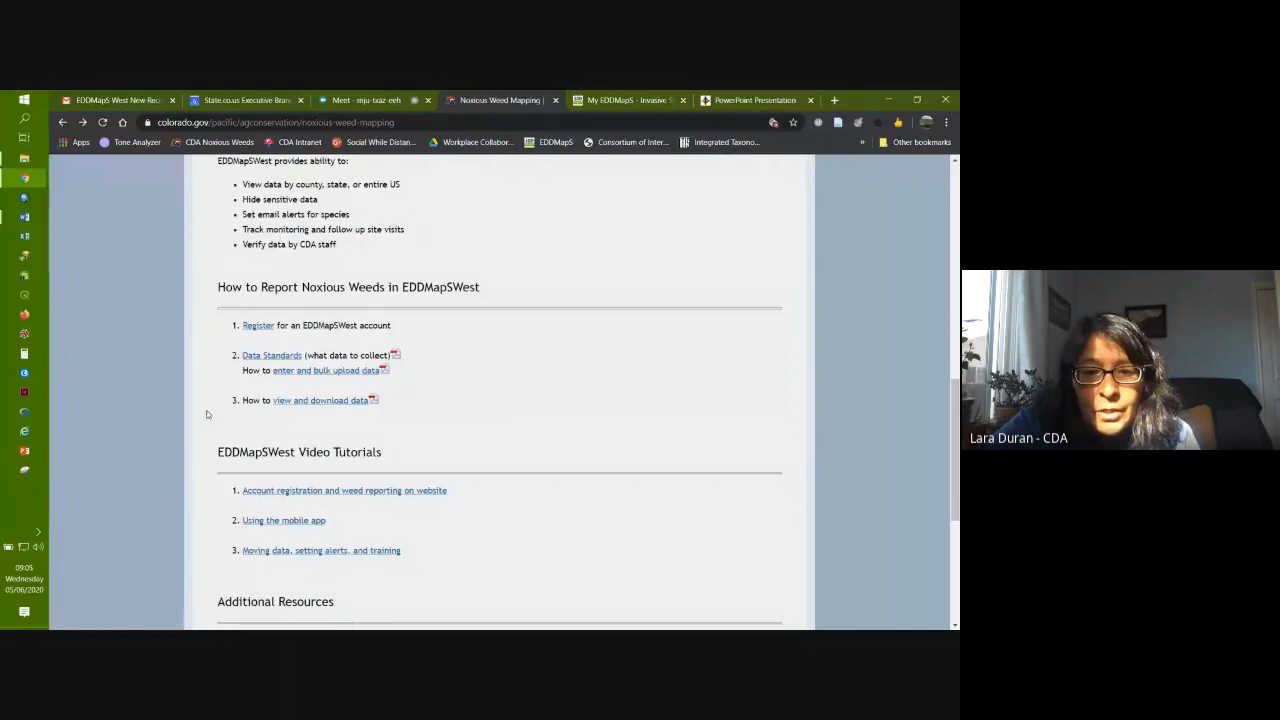 EDDMapS West New Rec
State.co.us Executive Bran
Meet - mju-txaz-eeh
Noxious Weed Mapping |
My EDDMapS - Invasive S
PowerPoint Presentation
colorado.gov/pacific/agconservation/noxious-weed-mapping
Apps
Tone Analyzer
CDA Noxious Weeds
CDA Intranet
Social While Distan...
Workplace Collabor...
EDDMapS
Consortium of Inter...
Integrated Taxono...
Other bookmarks
EDDMapSWest provides ability to:
• View data by county, state, or entire US
• Hide sensitive data
• Set email alerts for species
• Track monitoring and follow up site visits
• Verify data by CDA staff
How to Report Noxious Weeds in EDDMapSWest
1. Register for an EDDMapSWest account
2. Data Standards (what data to collect)
How to enter and bulk upload data
3. How to view and download data
EDDMapSWest Video Tutorials
1. Account registration and weed reporting on website
2. Using the mobile app
3. Moving data, setting alerts, and training
Additional Resources
09:05
Wednesday
05/06/2020
Lara Duran - CDA